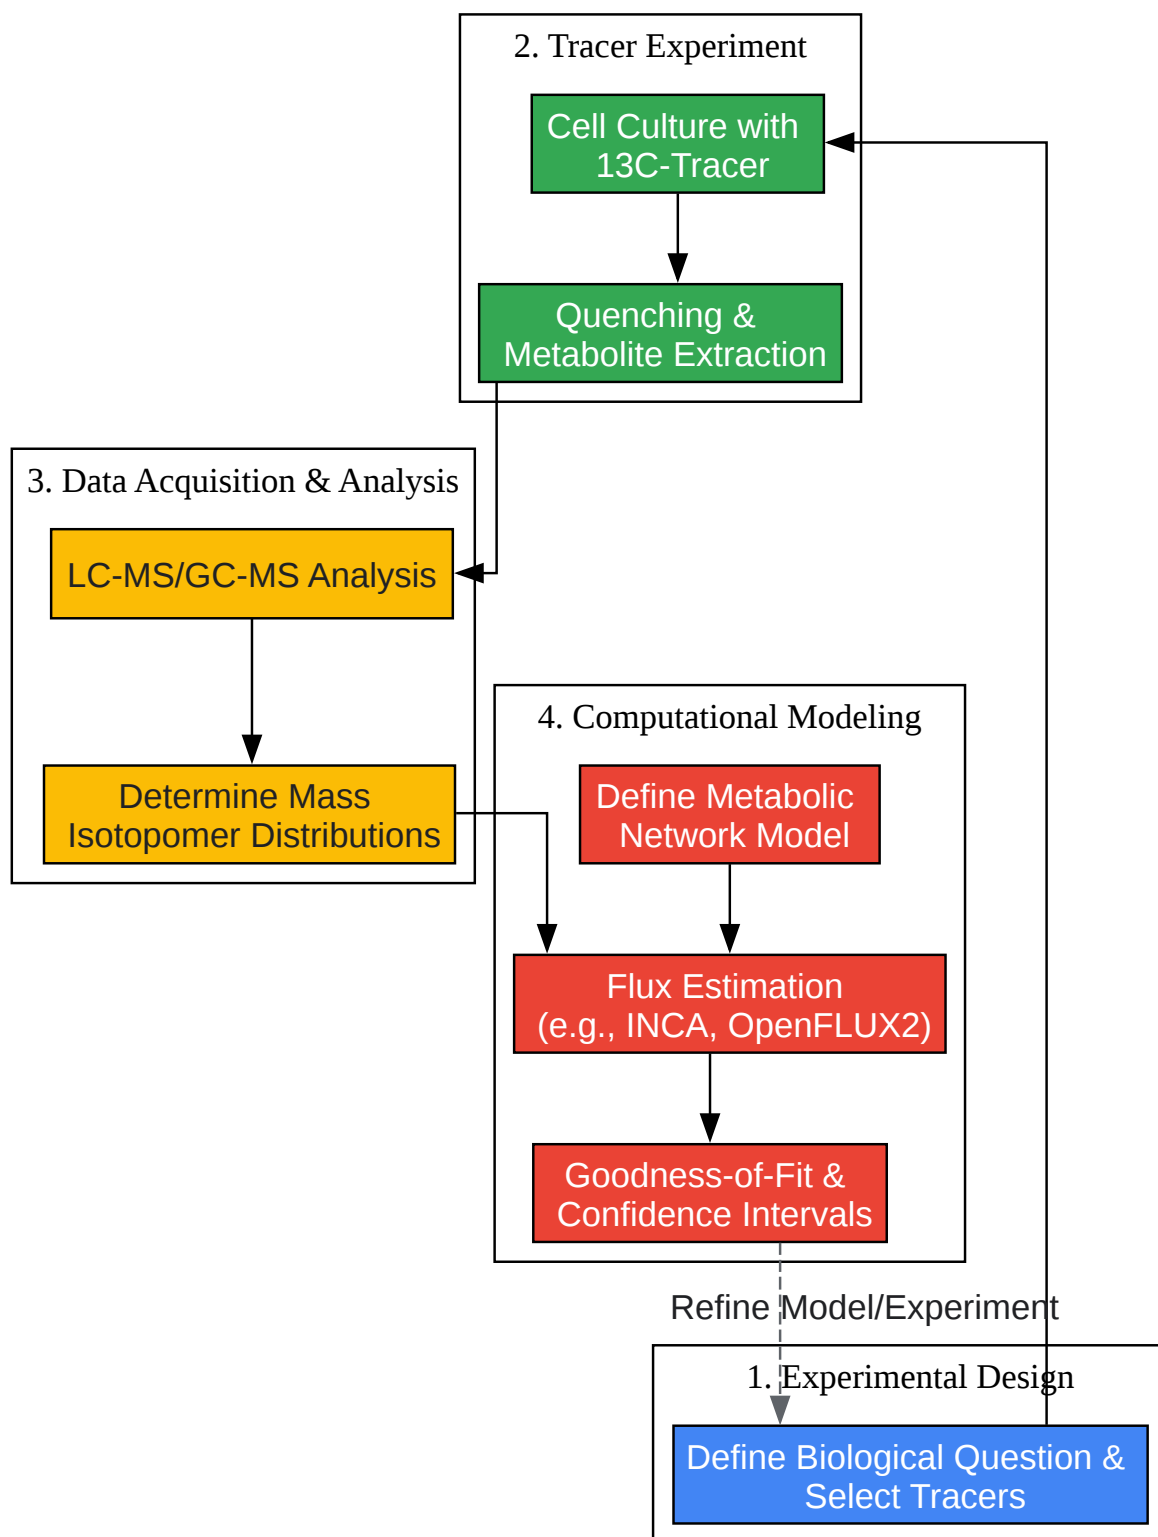 2. Tracer Experiment
Cell Culture with
13C-Tracer
Quenching &
Metabolite Extraction
3. Data Acquisition & Analysis
LC-MS/GC-MS Analysis
Determine Mass
Isotopomer Distributions
4. Computational Modeling
Define Metabolic
Network Model
Flux Estimation
(e.g., INCA, OpenFLUX2)
Goodness-of-Fit &
Confidence Intervals
Refine Model/Experiment
1. Experimental Design
Define Biological Question &
Select Tracers